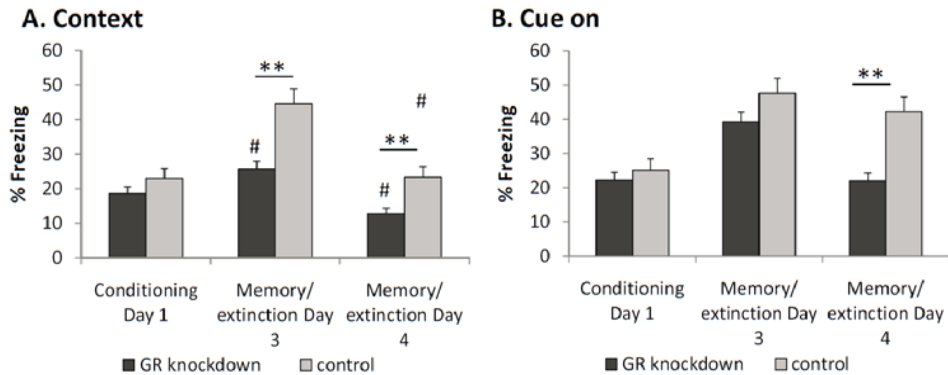 A. Context
% Freezing
60
50
40
30
20
10
0
**
#
#
**
#
Conditioning Day 1
Memory/ extinction Day 3
Memory/ extinction Day 4
GR knockdown control
B. Cue on
% Freezing
60
50
40
30
20
10
0
**
Conditioning Day 1
Memory/ extinction Day 3
Memory/ extinction Day 4
GR knockdown control